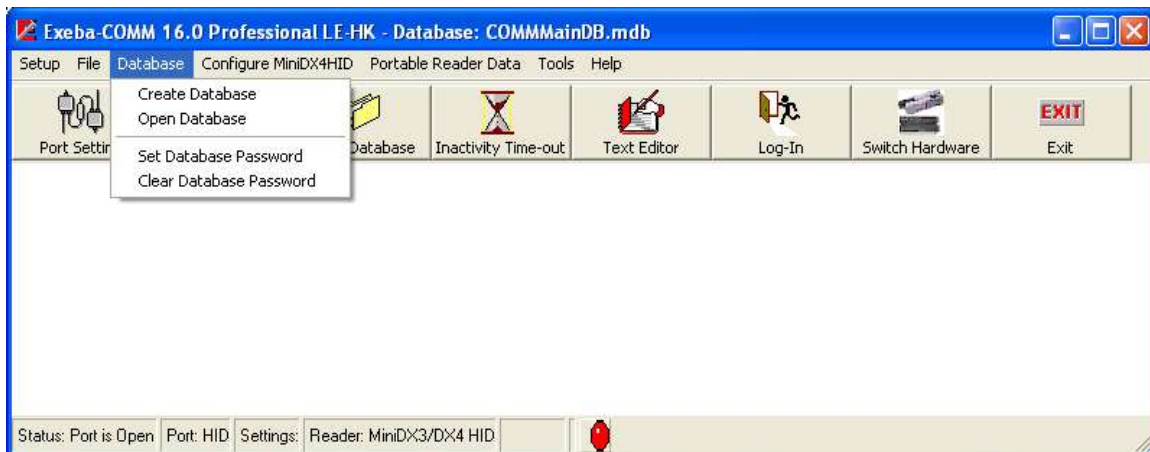 Exeba-COMM 16.0 Professional LE-HK - Database: COMMMainDB.mdb
Setup File Database Configure MiniDX4HID Portable Reader Data Tools Help
Create Database
Open Database
Set Database Password
Clear Database Password
Port Settin Database Inactivity Time-out Text Editor Log-In Switch Hardware EXIT Exit
Status: Port is Open Port: HID Settings: Reader: MiniDX3/DX4 HID